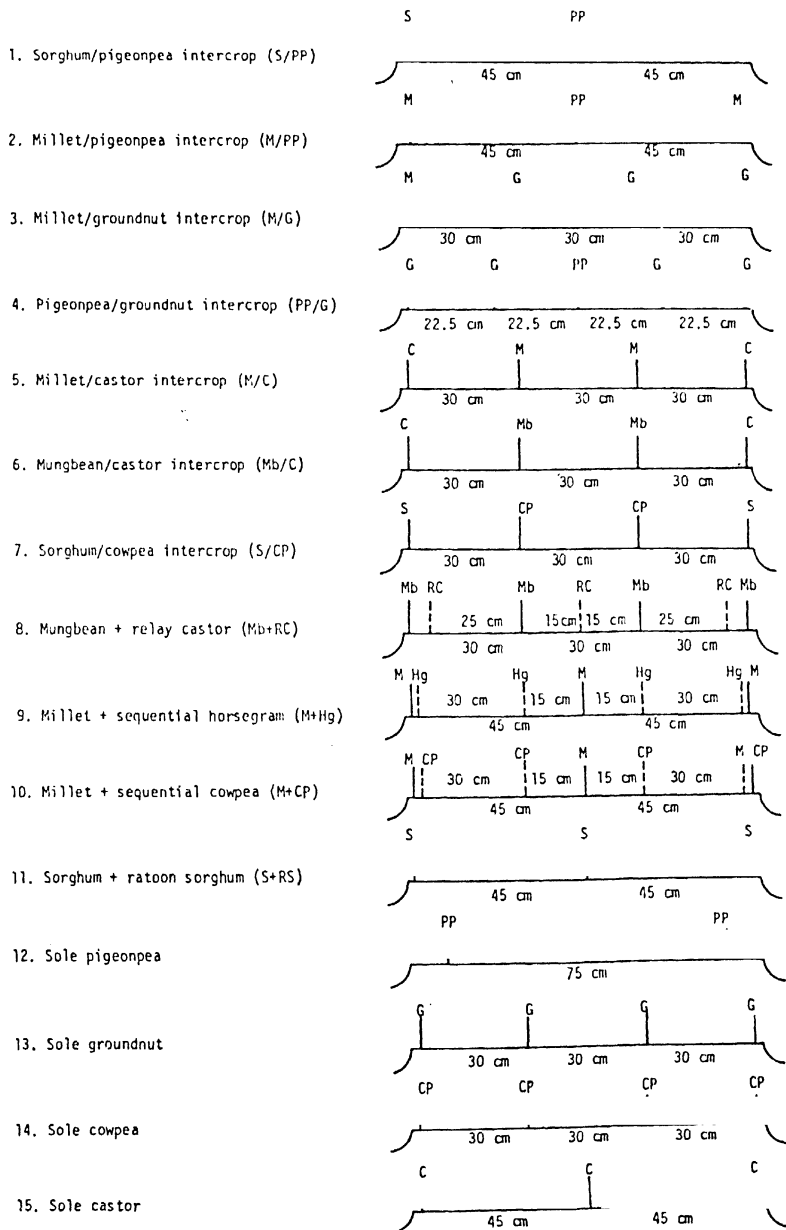 S PP
1. Sorghum/pigeonpea intercrop (S/PP)
45 cm 45 cm
M PP M
2. Millet/pigeonpea intercrop (M/PP)
45 cm 45 cm
M G G G
3. Millet/groundnut intercrop (M/G)
30 cm 30 cm 30 cm
G G PP G G
4. Pigeonpea/groundnut intercrop (PP/G)
22.5 cm 22.5 cm 22.5 cm 22.5 cm
C M M C
5. Millet/castor intercrop (M/C)
30 cm 30 cm 30 cm
C Mb Mb C
6. Mungbean/castor intercrop (Mb/C)
30 cm 30 cm 30 cm
S CP CP S
7. Sorghum/cowpea intercrop (S/CP)
30 cm 30 cm 30 cm
Mb RC Mb RC Mb RC Mb
25 cm 15cm 15 cm 25 cm
8. Mungbean + relay castor (Mb+RC)
30 cm 30 cm 30 cm
M Hg Hg M Hg Hg M
30 cm 15 cm 15 cm 30 cm
9. Millet + sequential horsegram (M+Hg)
45 cm 45 cm
M CP CP M CP M CP
30 cm 15 cm 15 cm 30 cm
10. Millet + sequential cowpea (M+CP)
45 cm 45 cm
S S S
11. Sorghum + ratoon sorghum (S+RS)
45 cm 45 cm
PP PP
12. Sole pigeonpea
75 cm
G G G G
13. Sole groundnut
30 cm 30 cm 30 cm
CP CP CP CP
14. Sole cowpea
30 cm 30 cm 30 cm
C C C
15. Sole castor
45 cm 45 cm